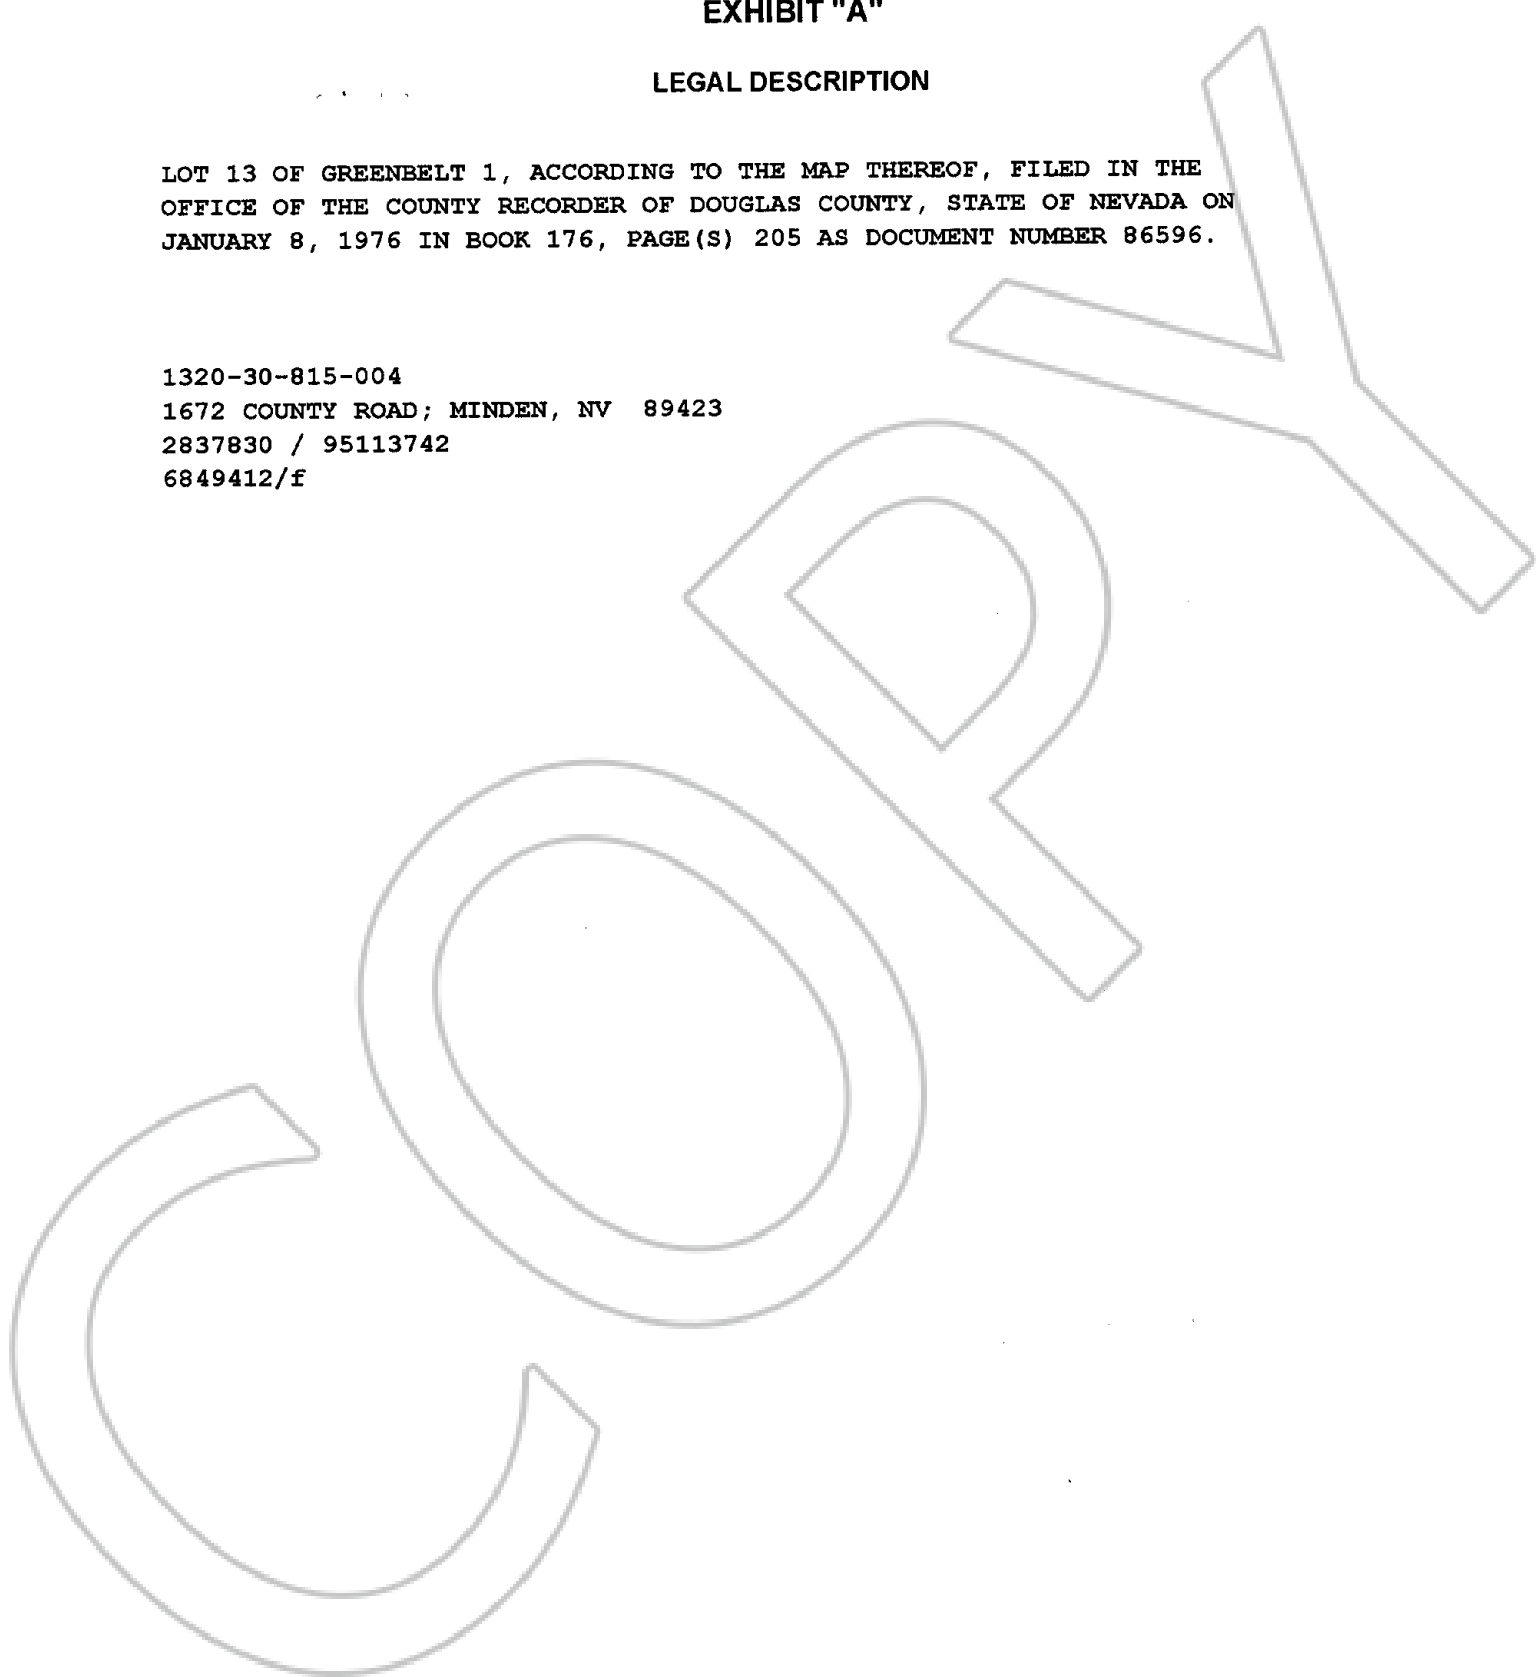 EXHIBIT "A"
LEGAL DESCRIPTION
LOT 13 OF GREENBELT 1, ACCORDING TO THE MAP THEREOF, FILED IN THE
OFFICE OF THE COUNTY RECORDER OF DOUGLAS COUNTY, STATE OF NEVADA ON
JANUARY 8, 1976 IN BOOK 176, PAGE(S) 205 AS DOCUMENT NUMBER 86596.
1320-30-815-004
1672 COUNTY ROAD; MINDEN, NV 89423
2837830 / 95113742
6849412/f
COPY